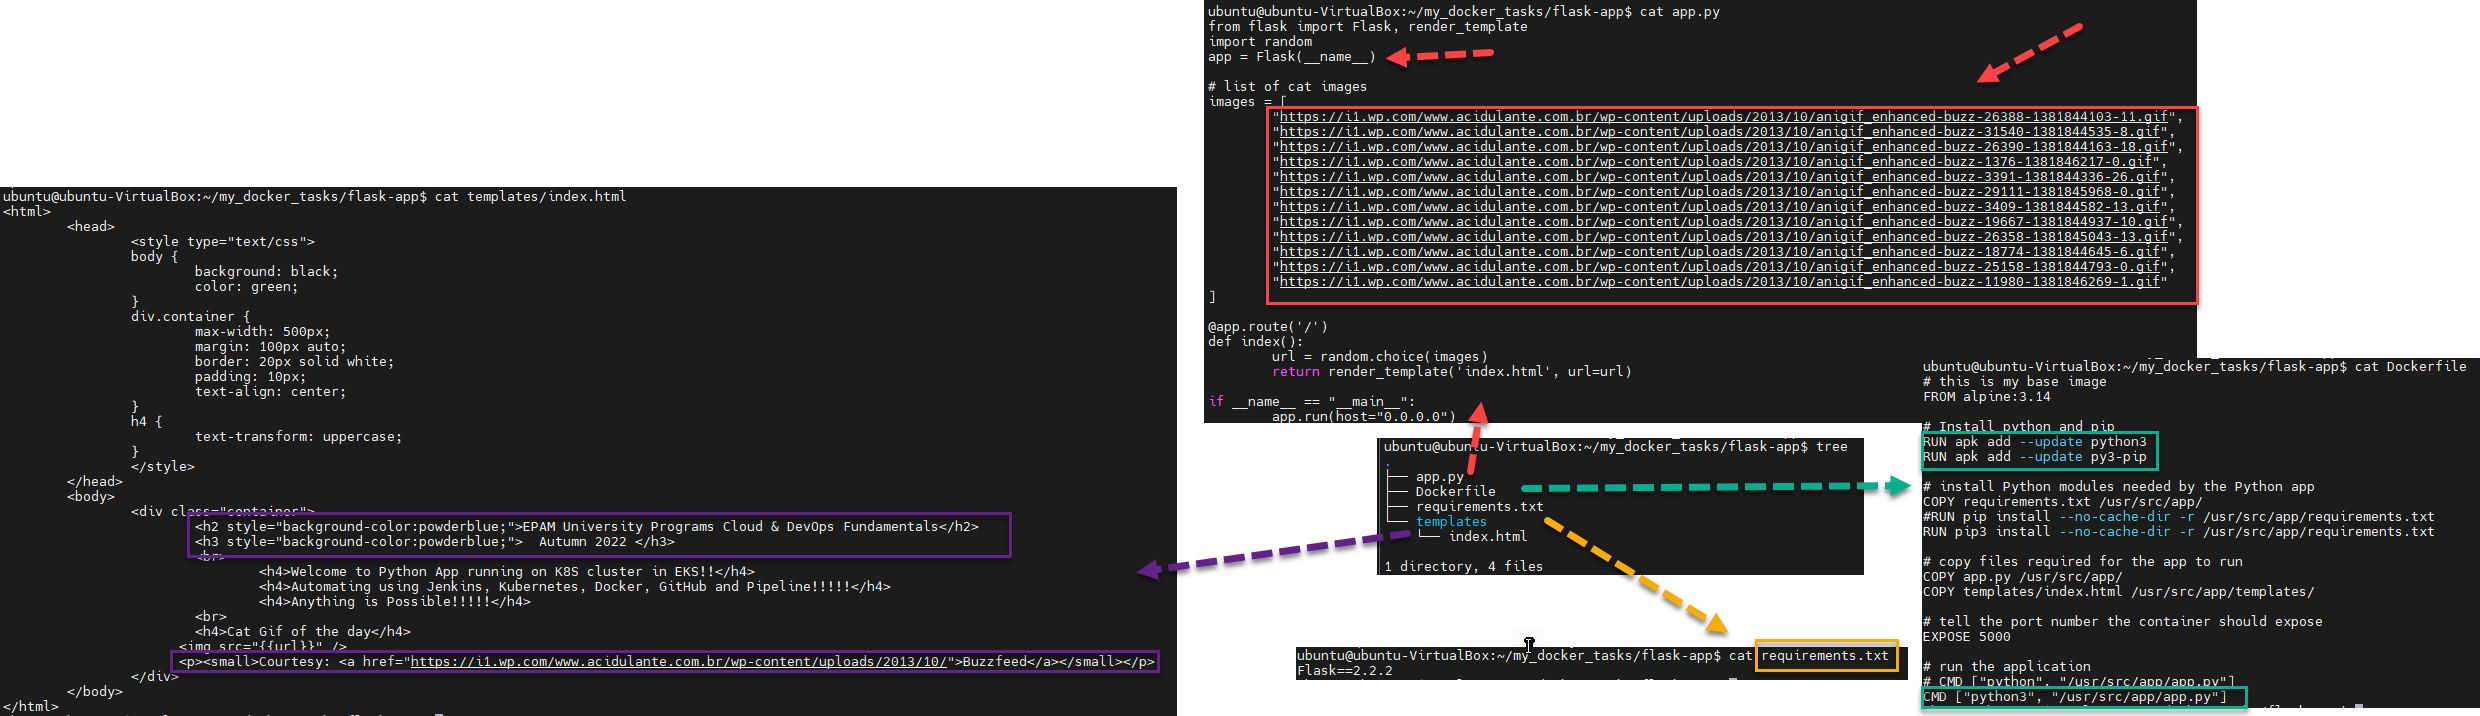 ubuntu@ubuntu-VirtualBox:~/my_docker_tasks/flask-app$ cat templates/index.html
<html>
<head>
<style type="text/css">
body {
background: black;
color: green;
}
div.container {
max-width: 500px;
margin: 100px auto;
border: 20px solid white;
padding: 10px;
text-align: center;
}
h4 {
text-transform: uppercase;
}
</style>
</head>
<body>
<div class="container">
<h2 style="background-color:powderblue;">EPAM University Programs Cloud & DevOps Fundamentals</h2>
<h3 style="background-color:powderblue;">  Autumn 2022 </h3>
<br>
<h4>Welcome to Python App running on K8S cluster in EKS!!</h4>
<h4>Automating using Jenkins, Kubernetes, Docker, GitHub and Pipeline!!!!!</h4>
<h4>Anything is Possible!!!!!</h4>
<br>
<h4>Cat Gif of the day</h4>
<img src="{{url}}" />
<p><small>Courtesy: <a href="https://i1.wp.com/www.acidulante.com.br/wp-content/uploads/2013/10/">Buzzfeed</a></small></p>
</div>
</body>
</html>
ubuntu@ubuntu-VirtualBox:~/my_docker_tasks/flask-app$ cat app.py
from flask import Flask, render_template
import random
app = Flask(__name__)
# list of cat images
images = [
"https://i1.wp.com/www.acidulante.com.br/wp-content/uploads/2013/10/anigif_enhanced-buzz-26388-1381844103-11.gif",
"https://i1.wp.com/www.acidulante.com.br/wp-content/uploads/2013/10/anigif_enhanced-buzz-31540-1381844535-8.gif",
"https://i1.wp.com/www.acidulante.com.br/wp-content/uploads/2013/10/anigif_enhanced-buzz-26390-1381844163-18.gif",
"https://i1.wp.com/www.acidulante.com.br/wp-content/uploads/2013/10/anigif_enhanced-buzz-1376-1381846217-0.gif",
"https://i1.wp.com/www.acidulante.com.br/wp-content/uploads/2013/10/anigif_enhanced-buzz-3391-1381844336-26.gif",
"https://i1.wp.com/www.acidulante.com.br/wp-content/uploads/2013/10/anigif_enhanced-buzz-29111-1381845968-0.gif",
"https://i1.wp.com/www.acidulante.com.br/wp-content/uploads/2013/10/anigif_enhanced-buzz-3409-1381844582-13.gif",
"https://i1.wp.com/www.acidulante.com.br/wp-content/uploads/2013/10/anigif_enhanced-buzz-19667-1381844937-10.gif",
"https://i1.wp.com/www.acidulante.com.br/wp-content/uploads/2013/10/anigif_enhanced-buzz-26358-1381845043-13.gif",
"https://i1.wp.com/www.acidulante.com.br/wp-content/uploads/2013/10/anigif_enhanced-buzz-18774-1381844645-6.gif",
"https://i1.wp.com/www.acidulante.com.br/wp-content/uploads/2013/10/anigif_enhanced-buzz-25158-1381844793-0.gif",
"https://i1.wp.com/www.acidulante.com.br/wp-content/uploads/2013/10/anigif_enhanced-buzz-11980-1381846269-1.gif"
]
@app.route('/')
def index():
url = random.choice(images)
return render_template('index.html', url=url)
if __name__ == "__main__":
app.run(host="0.0.0.0")
ubuntu@ubuntu-VirtualBox:~/my_docker_tasks/flask-app$ tree
.
├── app.py
├── Dockerfile
├── requirements.txt
└── templates
└── index.html
1 directory, 4 files
ubuntu@ubuntu-VirtualBox:~/my_docker_tasks/flask-app$ cat requirements.txt
Flask==2.2.2
ubuntu@ubuntu-VirtualBox:~/my_docker_tasks/flask-app$ cat Dockerfile
# this is my base image
FROM alpine:3.14
# Install python and pip
RUN apk add --update python3
RUN apk add --update py3-pip
# install Python modules needed by the Python app
COPY requirements.txt /usr/src/app/
#RUN pip install --no-cache-dir -r /usr/src/app/requirements.txt
RUN pip3 install --no-cache-dir -r /usr/src/app/requirements.txt
# copy files required for the app to run
COPY app.py /usr/src/app/
COPY templates/index.html /usr/src/app/templates/
# tell the port number the container should expose
EXPOSE 5000
# run the application
# CMD ["python", "/usr/src/app/app.py"]
CMD ["python3", "/usr/src/app/app.py"]